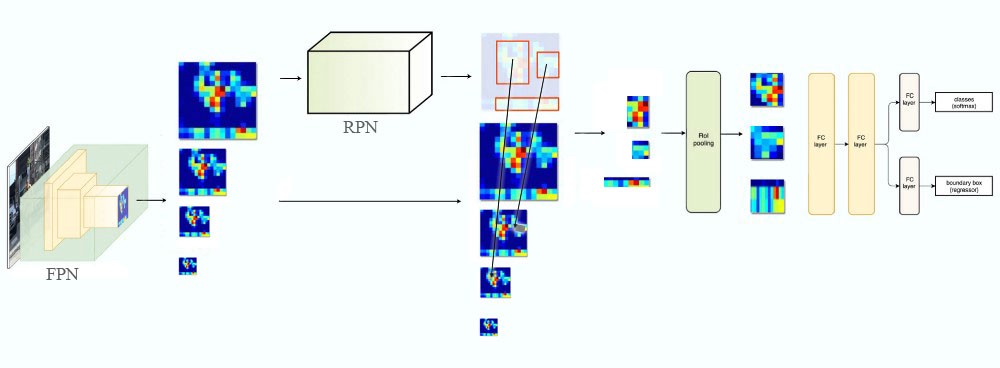 FPN
RPN
RoI
pooling
FC
layer
FC
layer
FC
layer
classes
(softmax)
FC
layer
boundary box
(regressor)